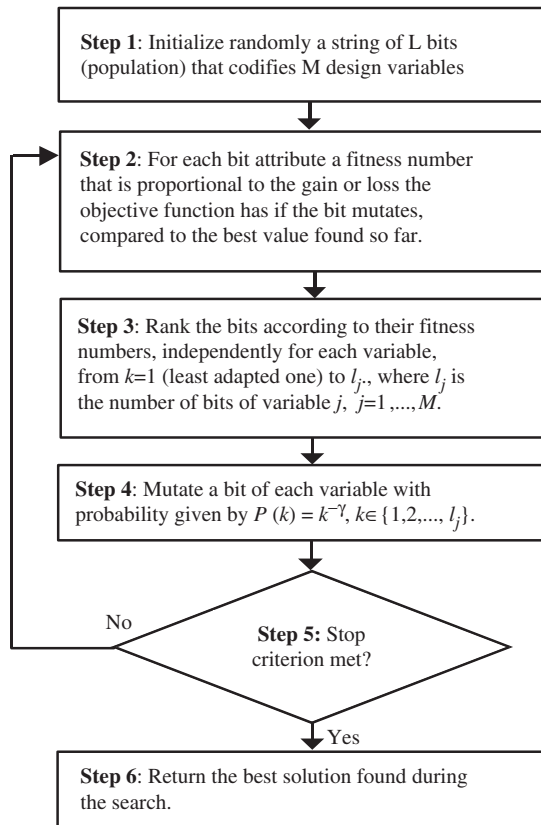 Step 1: Initialize randomly a string of L bits
(population) that codifies M design variables
Step 2: For each bit attribute a fitness number
that is proportional to the gain or loss the
objective function has if the bit mutates,
compared to the best value found so far.
Step 3: Rank the bits according to their fitness
numbers, independently for each variable,
from k=1 (least adapted one) to l_j., where l_j is
the number of bits of variable j, j=1,...,M.
Step 4: Mutate a bit of each variable with
probability given by P (k) = k^−γ, k∈{1,2,..., l_j}.
No
Step 5: Stop
criterion met?
Yes
Step 6: Return the best solution found during
the search.